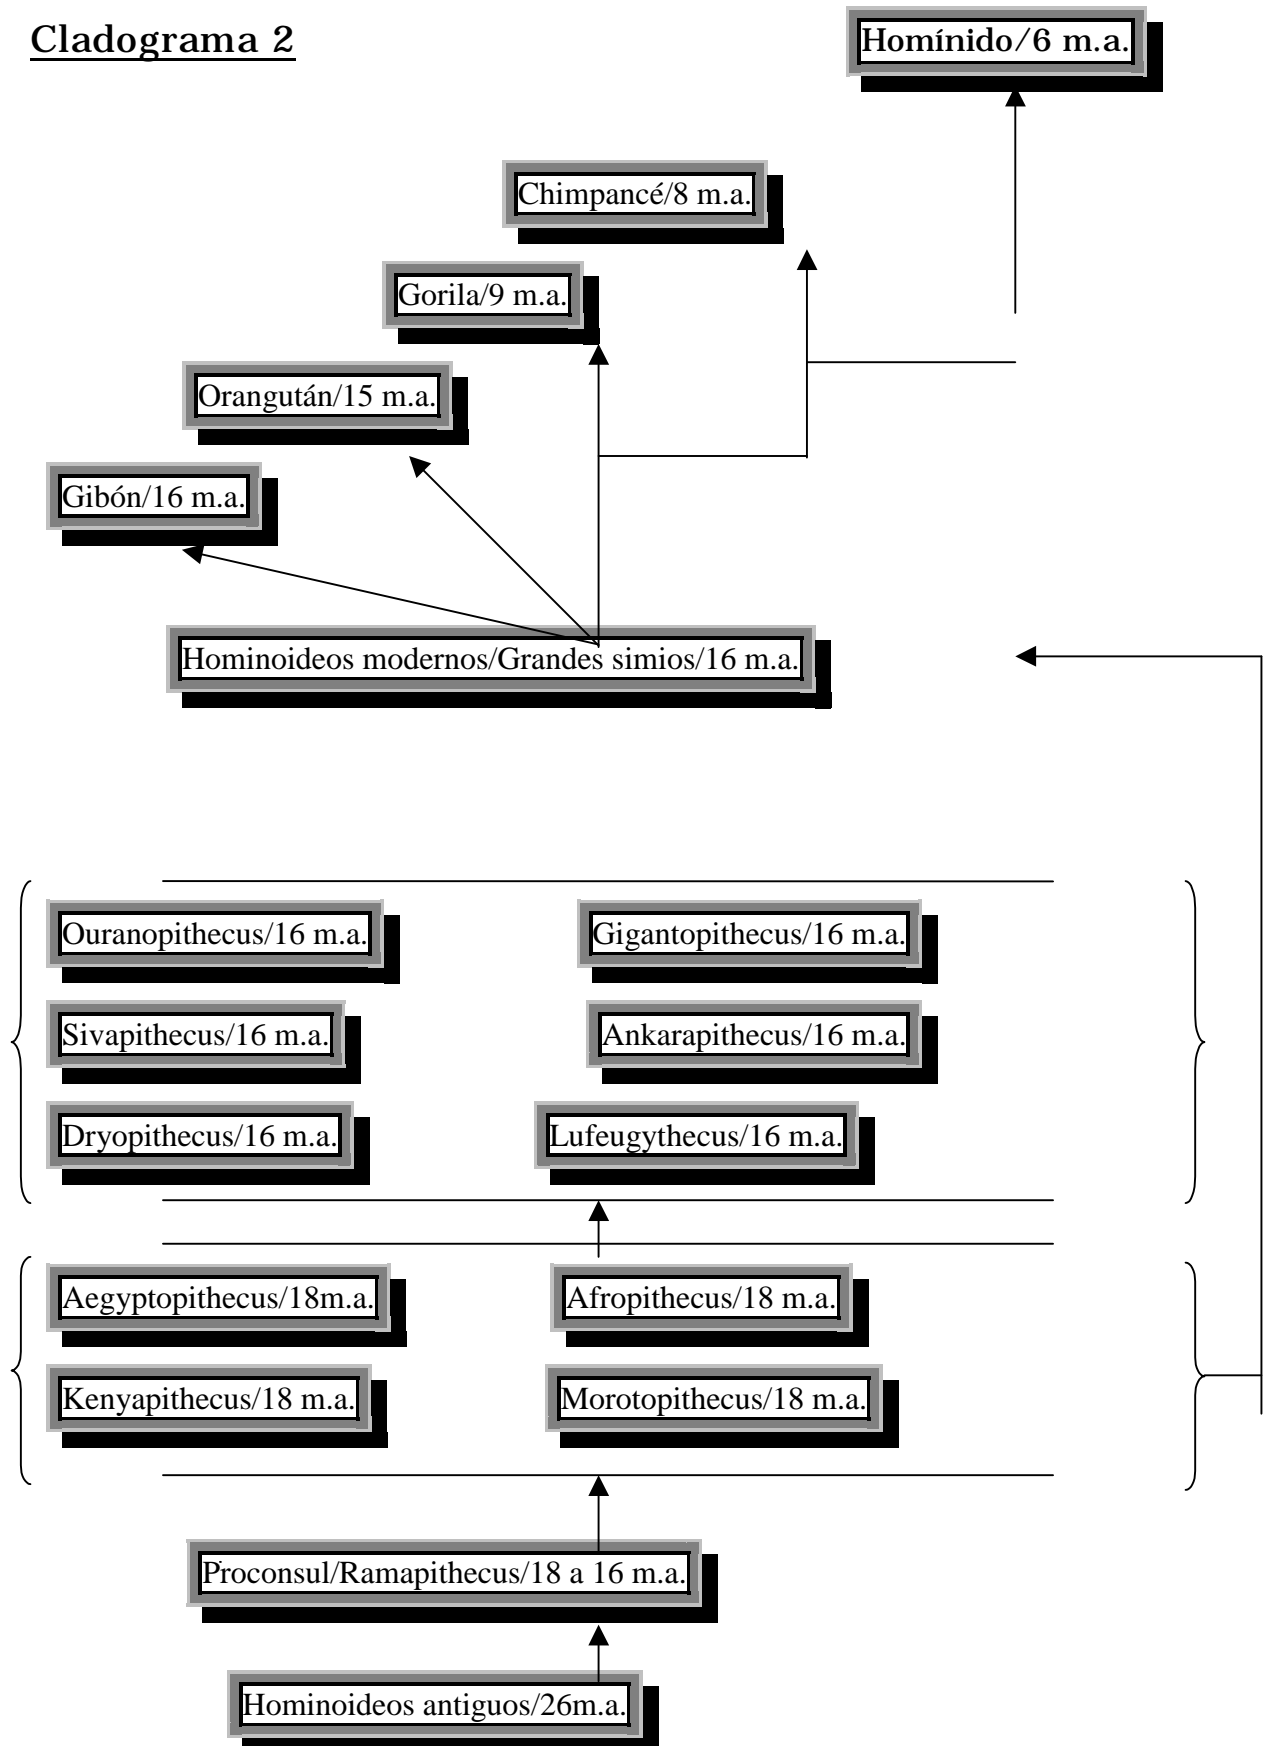 Cladograma 2
Homínido/6 m.a.
Chimpancé/8 m.a.
Gorila/9 m.a.
Orangután/15 m.a.
Gibón/16 m.a.
Hominoideos modernos/Grandes simios/16 m.a.
Ouranopithecus/16 m.a.
Gigantopithecus/16 m.a.
Sivapithecus/16 m.a.
Ankarapithecus/16 m.a.
Dryopithecus/16 m.a.
Lufeugythecus/16 m.a.
Aegyptopithecus/18m.a.
Afropithecus/18 m.a.
Kenyapithecus/18 m.a.
Morotopithecus/18 m.a.
Proconsul/Ramapithecus/18 a 16 m.a.
Hominoideos antiguos/26m.a.